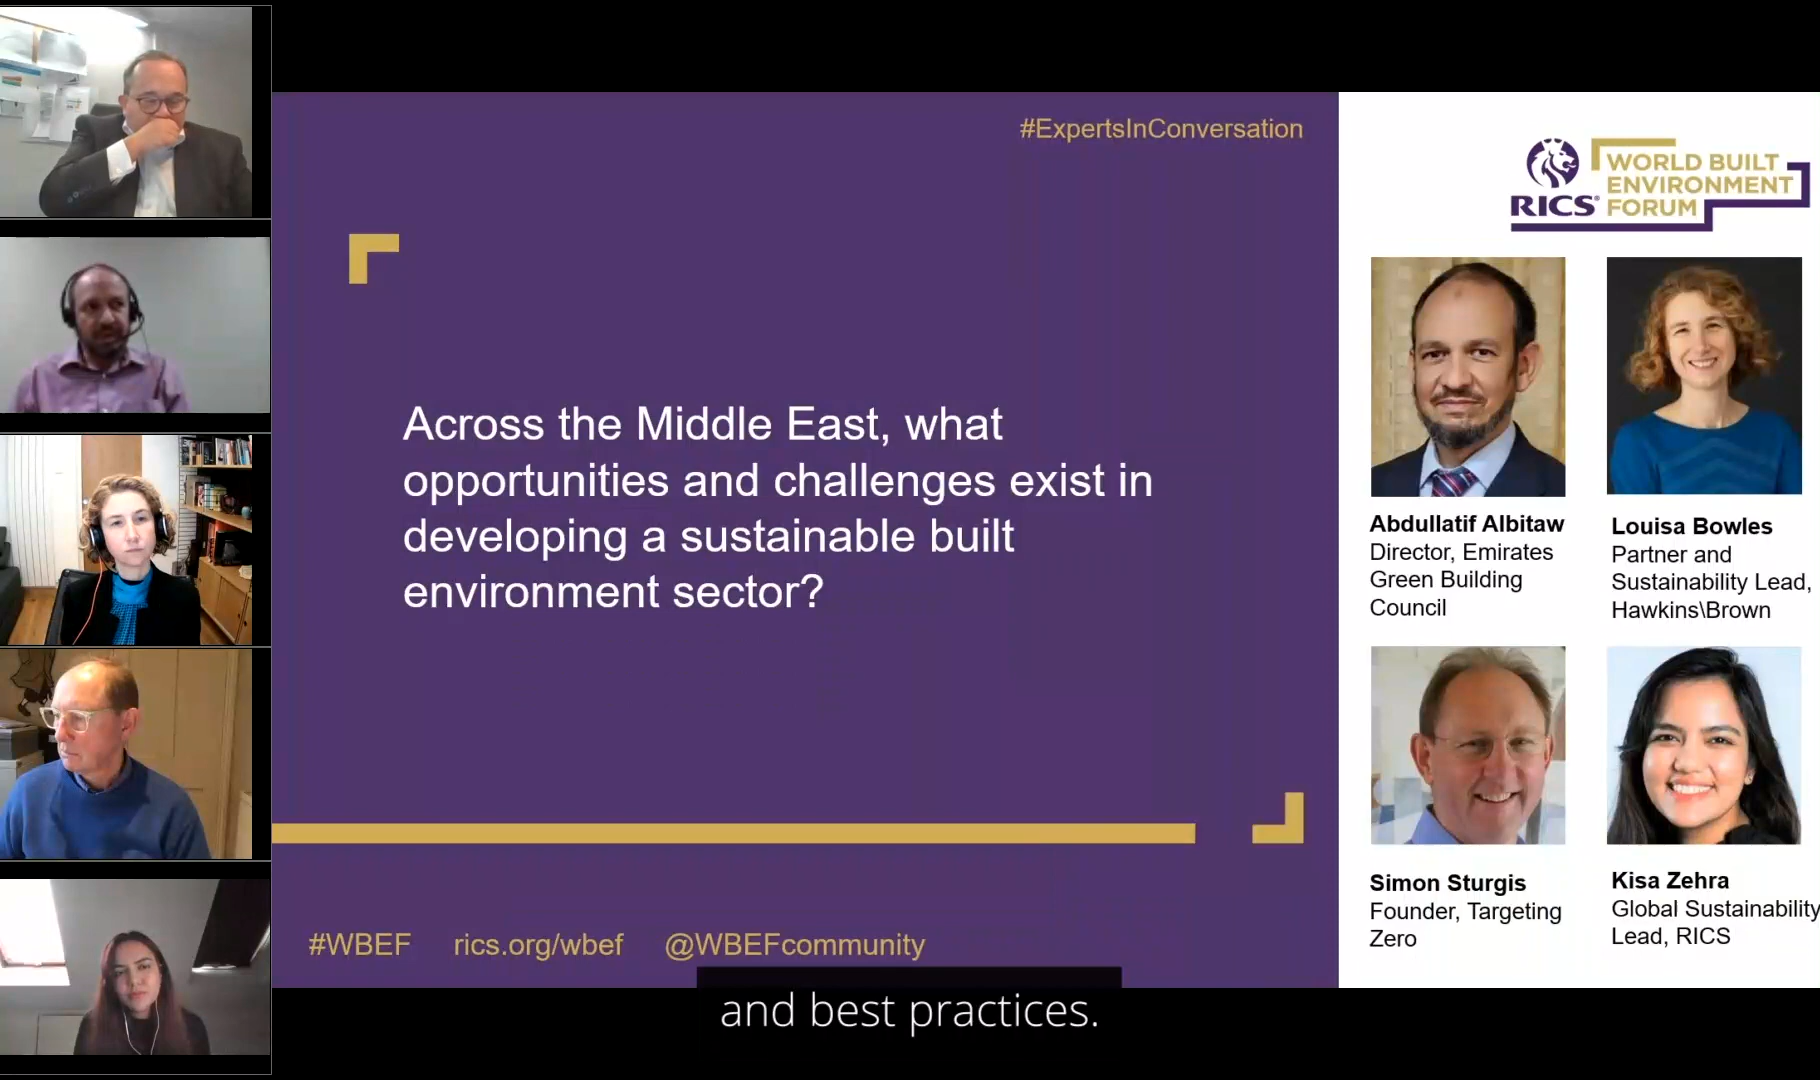 #ExpertsInConversation
Across the Middle East, what
opportunities and challenges exist in
developing a sustainable built
environment sector?
#WBEF rics.org/wbef @WBEFcommunity
RICS®
WORLD BUILT
ENVIRONMENT
FORUM
Abdullatif Albitaw
Director, Emirates
Green Building
Council
Louisa Bowles
Partner and
Sustainability Lead,
Hawkins\Brown
Simon Sturgis
Founder, Targeting
Zero
Kisa Zehra
Global Sustainability
Lead, RICS
and best practices.